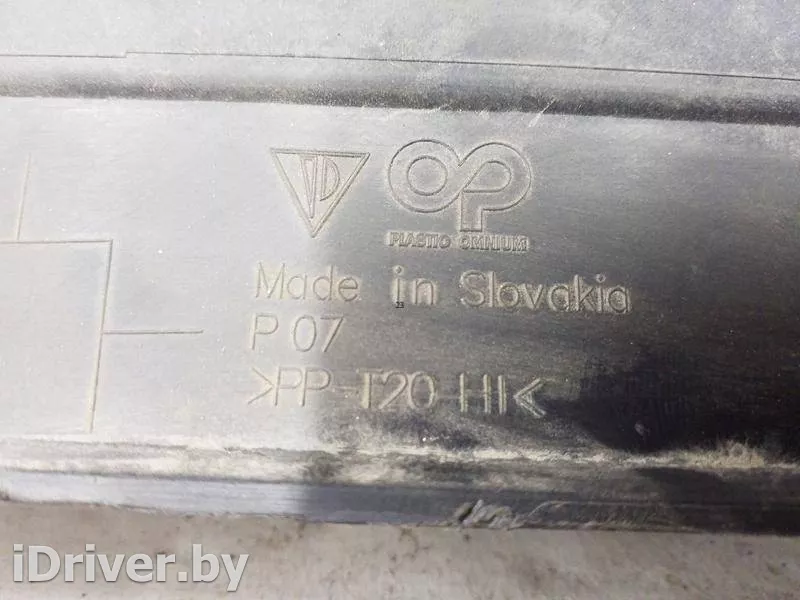 PLASTIC OMNIUM
Made in Slovakia
P 07
>PP-T20-HI<
iDriver.by